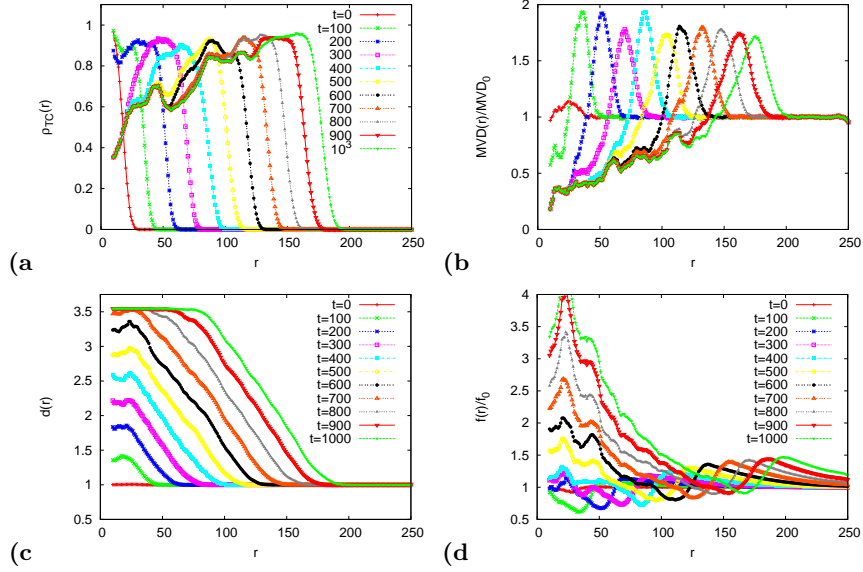 1
0.8
0.6
0.4
0.2
0
ρTC(r)
0 50 100 150 200 250
r
t=0
t=100
200
300
400
500
600
700
800
900
10³
(a
2
1.5
1
0.5
0
MVD(r)/MVD₀
0 50 100 150 200 250
r
(b
3.5
3
2.5
2
1.5
1
d(r)
0 50 100 150 200 250
r
t=0
t=100
t=200
t=300
t=400
t=500
t=600
t=700
t=800
t=900
t=1000
(c
4
3.5
3
2.5
2
1.5
1
0.5
f(r)/f₀
0 50 100 150 200 250
r
t=0
t=100
t=200
t=300
t=400
t=500
t=600
t=700
t=800
t=900
t=1000
(d